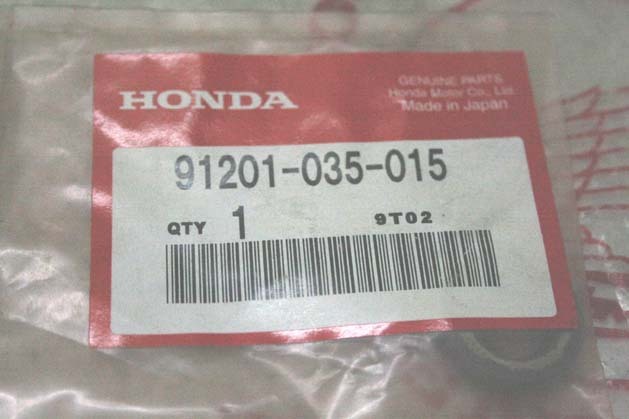 HONDA
GENUINE PARTS
Honda Motor Co., Ltd.
Made in Japan
91201-035-015
QTY 1 9T02